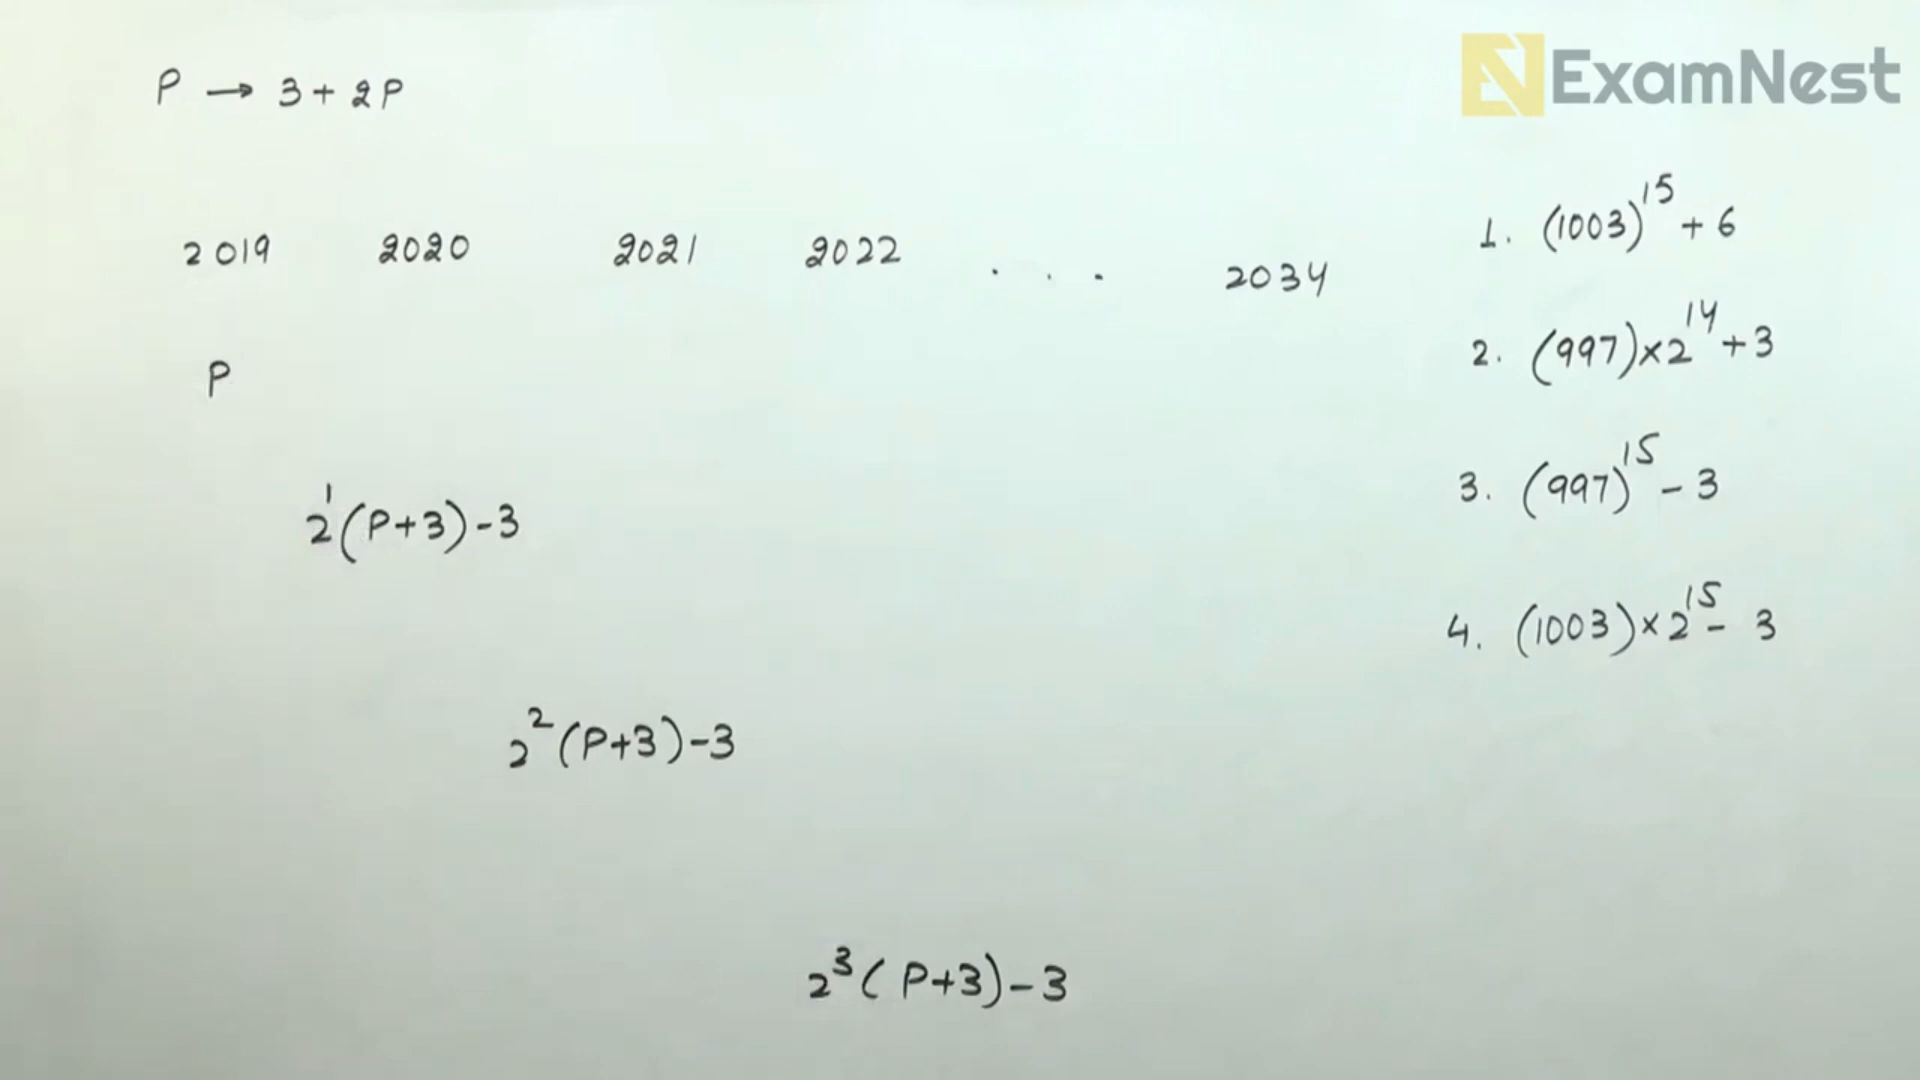 P → 3 + 2P
ExamNest
2019 2020 2021 2022 . . . 2034
P
2¹(P+3)-3
2²(P+3)-3
2³(P+3)-3
1. (1003)¹⁵ + 6
2. (997)×2¹⁴ + 3
3. (997)¹⁵ - 3
4. (1003)×2¹⁵ - 3